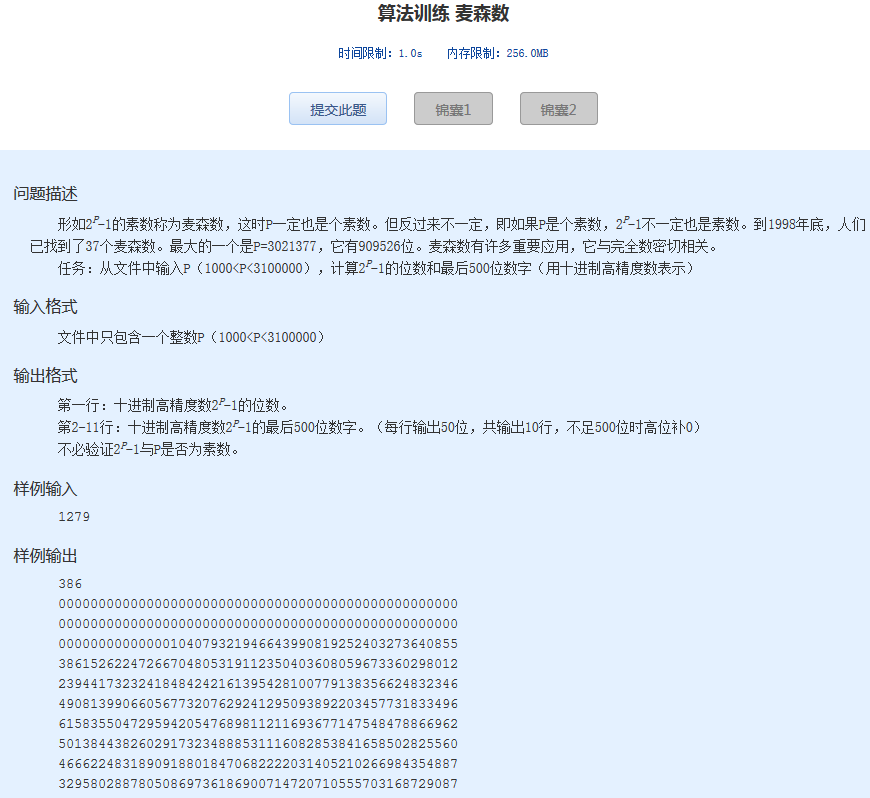 算法训练 麦森数
时间限制：1.0s 内存限制：256.0MB
提交此题 锦囊1 锦囊2
问题描述
形如2^P-1的素数称为麦森数，这时P一定也是个素数。但反过来不一定，即如果P是个素数，2^P-1不一定也是素数。到1998年底，人们
已找到了37个麦森数。最大的一个是P=3021377，它有909526位。麦森数有许多重要应用，它与完全数密切相关。
任务：从文件中输入P（1000<P<3100000），计算2^P-1的位数和最后500位数字（用十进制高精度数表示）
输入格式
文件中只包含一个整数P（1000<P<3100000）
输出格式
第一行：十进制高精度数2^P-1的位数。
第2-11行：十进制高精度数2^P-1的最后500位数字。（每行输出50位，共输出10行，不足500位时高位补0）
不必验证2^P-1与P是否为素数。
样例输入
1279
样例输出
386
00000000000000000000000000000000000000000000000000
00000000000000000000000000000000000000000000000000
00000000000000104079321946643990819252403273640855
38615262247266704805319112350403608059673360298012
23944173232418484242161395428100779138356624832346
49081399066056773207629241295093892203457731833496
61583550472959420547689811211693677147548478866962
50138443826029173234888531116082853841658502825560
46662248318909188018470682222031405210266984354887
32958028878050869736186900714720710555703168729087